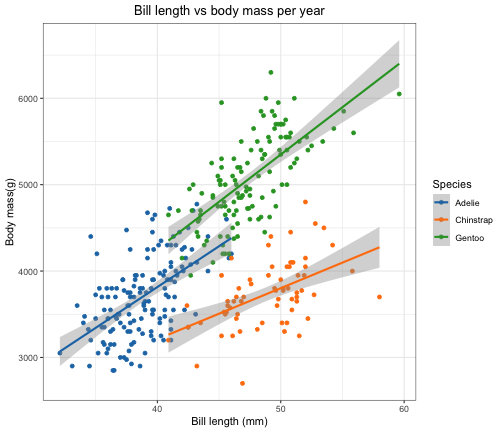 Bill length vs body mass per year
Body mass(g)
6000
5000
4000
3000
40
50
60
Bill length (mm)
Species
Adelie
Chinstrap
Gentoo